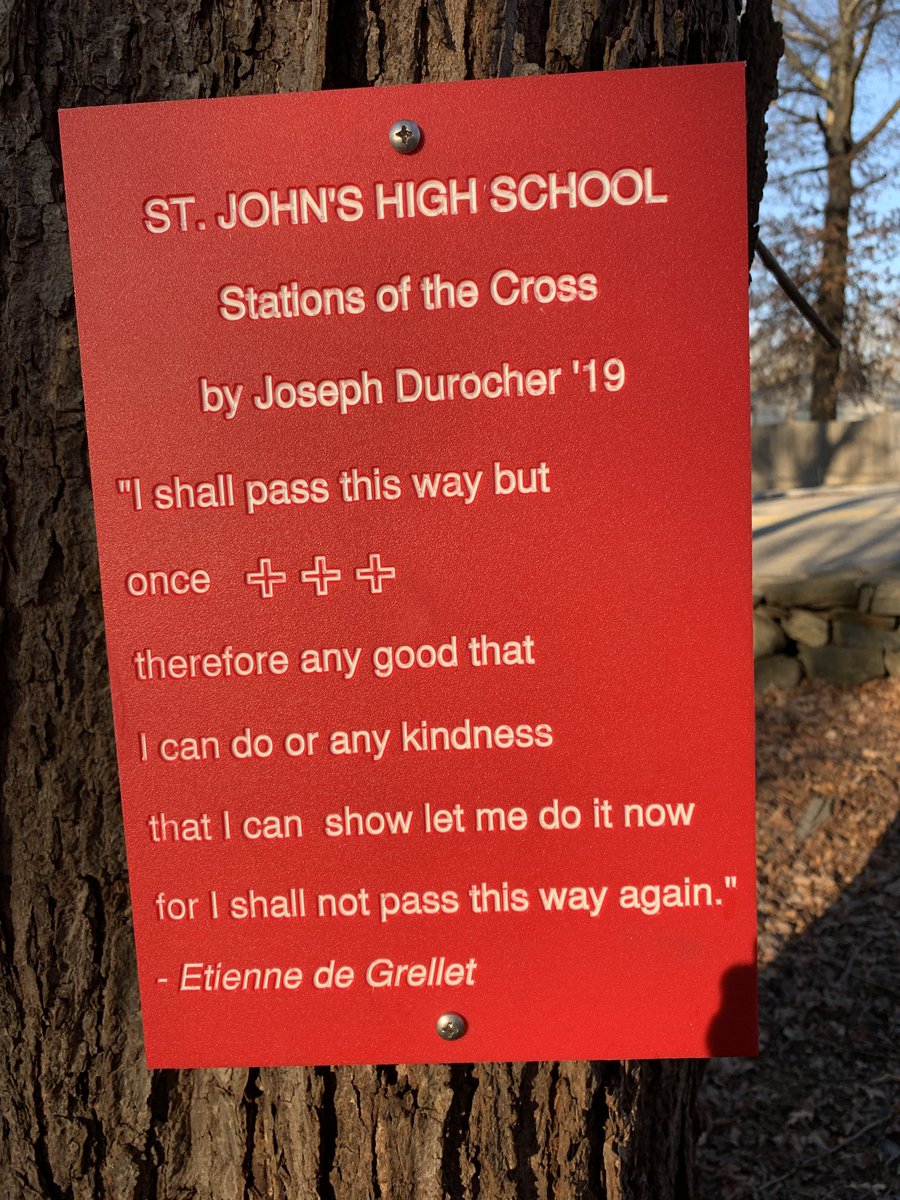 ST. JOHN'S HIGH SCHOOL
Stations of the Cross
by Joseph Durocher '19
"I shall pass this way but
once ✚ ✚ ✚
therefore any good that
I can do or any kindness
that I can  show let me do it now
for I shall not pass this way again."
- Etienne de Grellet